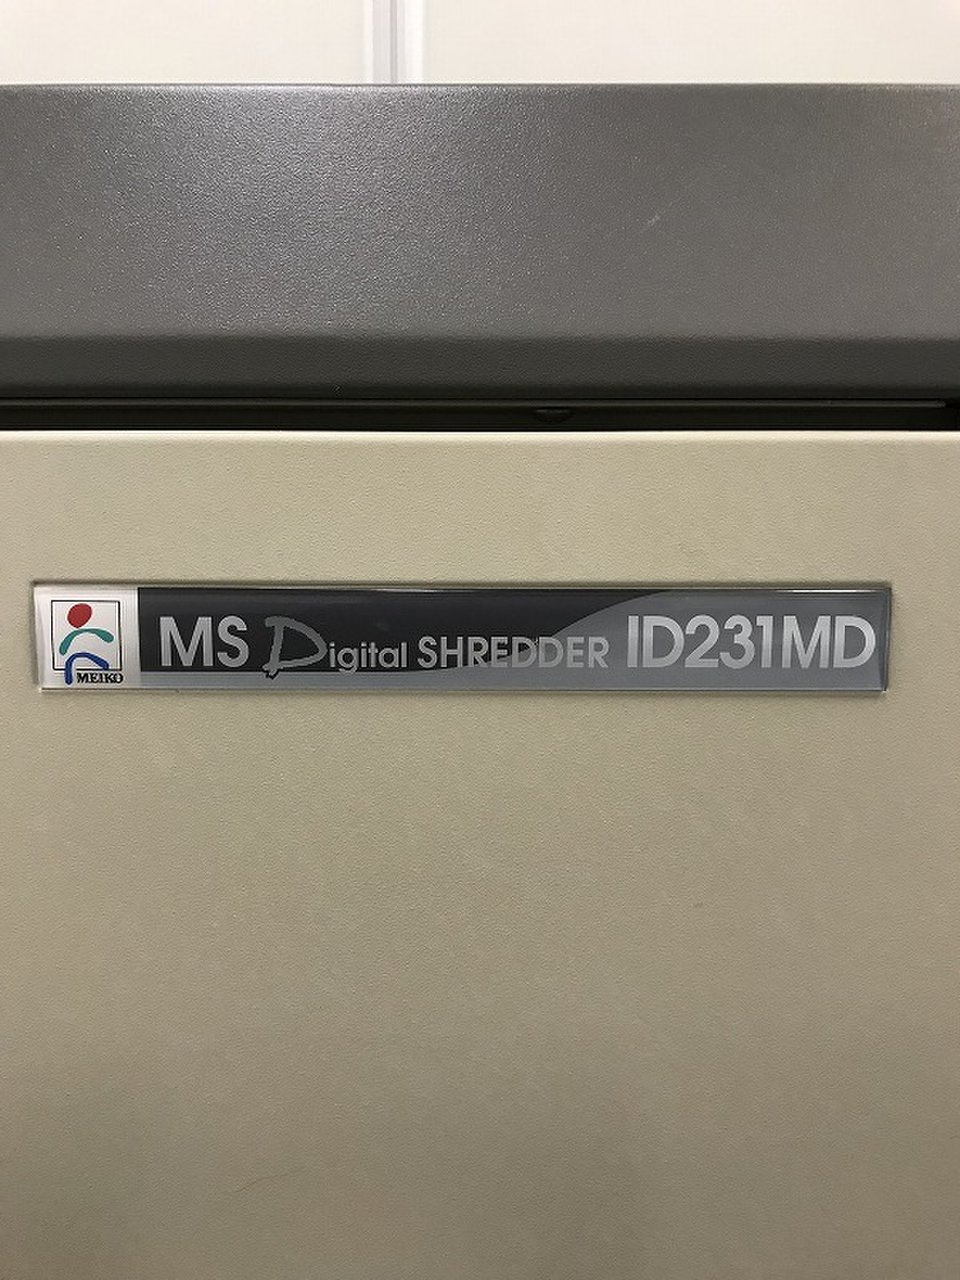 MEIKO
MS Digital SHREDDER ID231MD